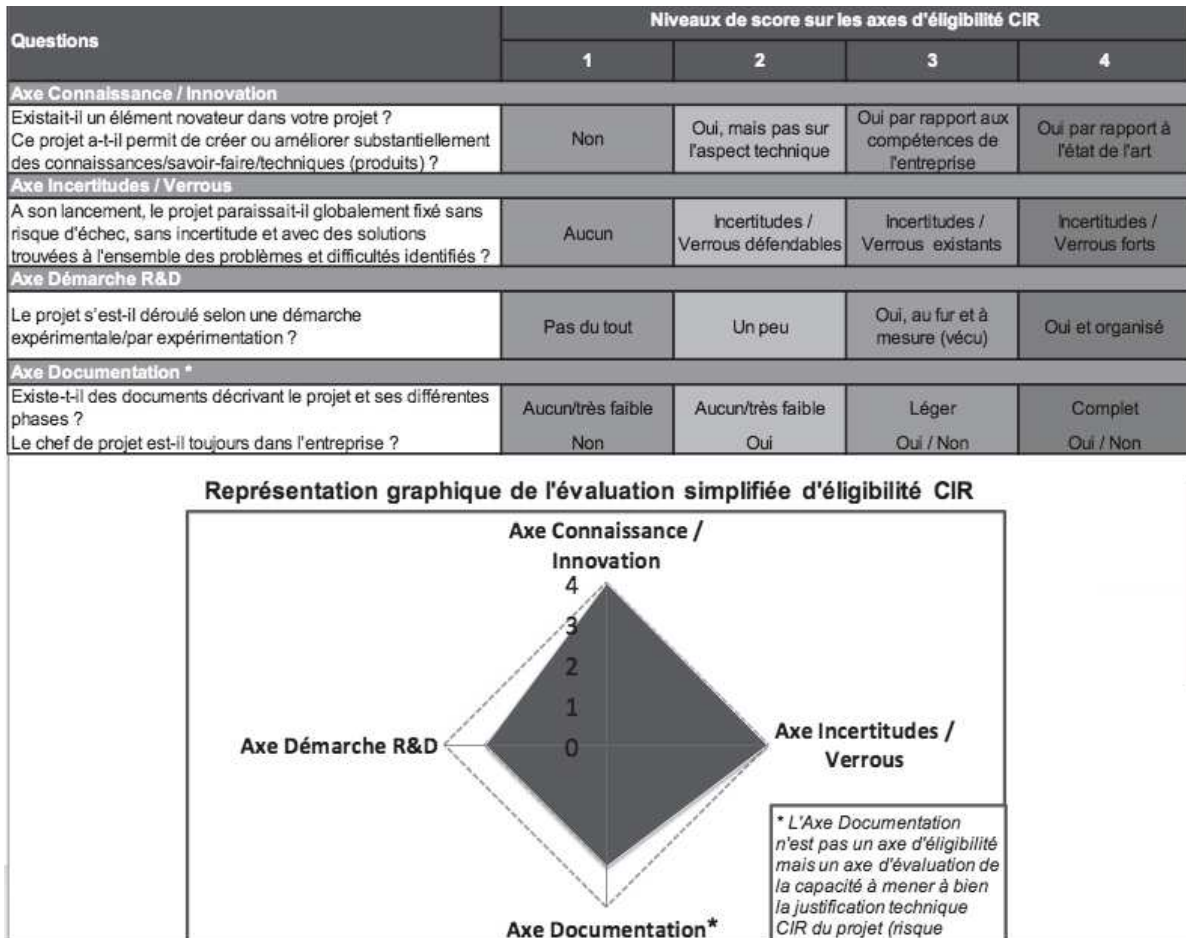 Questions
Niveaux de score sur les axes d'éligibilité CIR
1 2 3 4
Axe Connaissance / Innovation
Existait-il un élément novateur dans votre projet ?
Ce projet a-t-il permit de créer ou améliorer substantiellement
des connaissances/savoir-faire/techniques (produits) ?
Non
Oui, mais pas sur
l'aspect technique
Oui par rapport aux
compétences de
l'entreprise
Oui par rapport à
l'état de l'art
Axe Incertitudes / Verrous
A son lancement, le projet paraissait-il globalement fixé sans
risque d'échec, sans incertitude et avec des solutions
trouvées à l'ensemble des problèmes et difficultés identifiés ?
Aucun
Incertitudes /
Verrous défendables
Incertitudes /
Verrous existants
Incertitudes /
Verrous forts
Axe Démarche R&D
Le projet s'est-il déroulé selon une démarche
expérimentale/par expérimentation ?
Pas du tout
Un peu
Oui, au fur et à
mesure (vécu)
Oui et organisé
Axe Documentation *
Existe-t-il des documents décrivant le projet et ses différentes
phases ?
Aucun/très faible
Aucun/très faible
Léger
Complet
Le chef de projet est-il toujours dans l'entreprise ?
Non
Oui
Oui / Non
Oui / Non
Représentation graphique de l'évaluation simplifiée d'éligibilité CIR
Axe Connaissance /
Innovation
4
3
2
1
0
Axe Démarche R&D
Axe Incertitudes /
Verrous
Axe Documentation*
* L'Axe Documentation
n'est pas un axe d'éligibilité
mais un axe d'évaluation de
la capacité à mener à bien
la justification technique
CIR du projet (risque